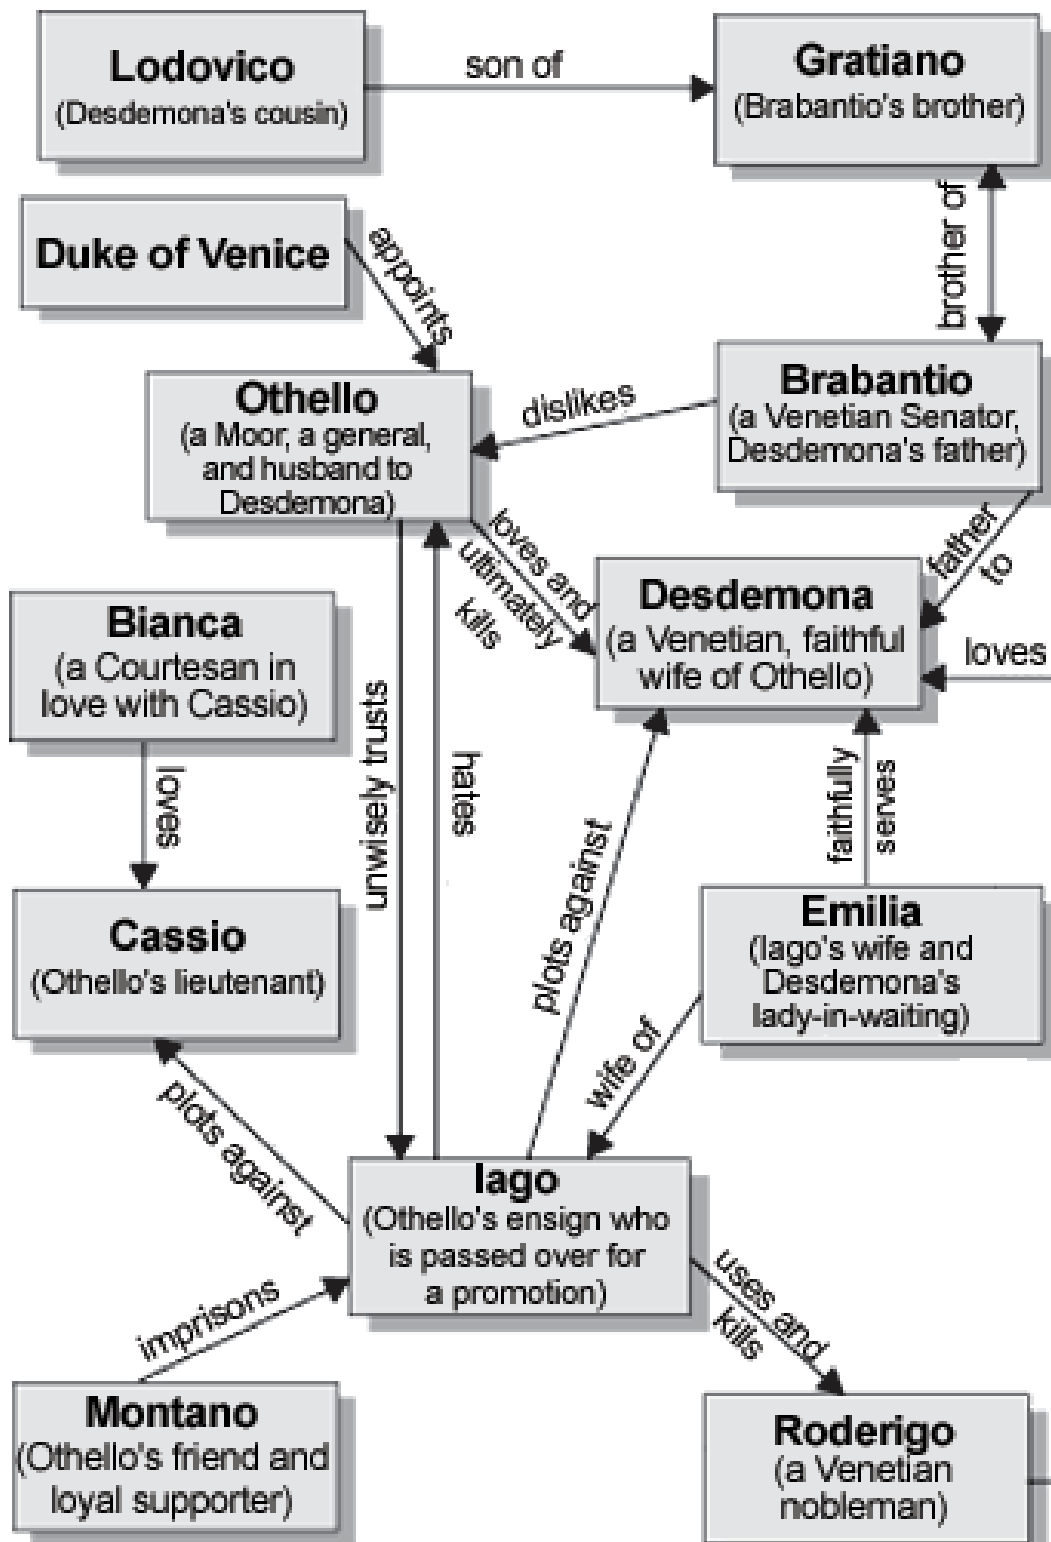 Lodovico
(Desdemona's cousin)
son of
Gratiano
(Brabantio's brother)
brother of
Duke of Venice
appoints
Othello
(a Moor, a general,
and husband to
Desdemona)
dislikes
Brabantio
(a Venetian Senator,
Desdemona's father)
father
to
loves and
ultimately
kills
Desdemona
(a Venetian, faithful
wife of Othello)
loves
Bianca
(a Courtesan in
love with Cassio)
loves
unwisely trusts
hates
plots against
faithfully
serves
Cassio
(Othello's lieutenant)
Emilia
(Iago's wife and
Desdemona's
lady-in-waiting)
wife of
plots against
Iago
(Othello's ensign who
is passed over for
a promotion)
imprisons
uses and
kills
Montano
(Othello's friend and
loyal supporter)
Roderigo
(a Venetian
nobleman)